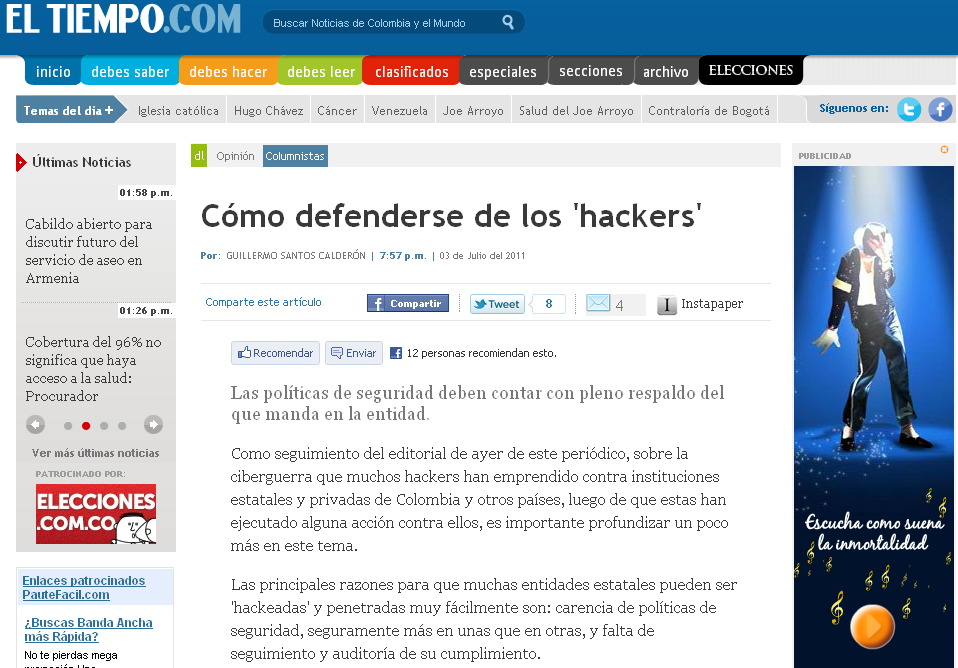 EL TIEMPO.COM
Buscar Noticias de Colombia y el Mundo
inicio
debes saber
debes hacer
debes leer
clasificados
especiales
secciones
archivo
ELECCIONES
Temas del día +
Iglesia católica
Hugo Chávez
Cáncer
Venezuela
Joe Arroyo
Salud del Joe Arroyo
Contraloría de Bogotá
Síguenos en:
Últimas Noticias
01:58 p.m.
Cabildo abierto para
discutir futuro del
servicio de aseo en
Armenia
01:26 p.m.
Cobertura del 96% no
significa que haya
acceso a la salud:
Procurador
Ver más últimas noticias
PATROCINADO POR:
ELECCIONES
.COM.CO
Enlaces patrocinados
PauteFacil.com
¿Buscas Banda Ancha
más Rápida?
No te pierdas mega
dl Opinión Columnistas
Cómo defenderse de los 'hackers'
Por: GUILLERMO SANTOS CALDERÓN | 7:57 p.m. | 03 de Julio del 2011
Comparte este artículo
Compartir
Tweet
8
4
Instapaper
Recomendar
Enviar
12 personas recomiendan esto.
Las políticas de seguridad deben contar con pleno respaldo del
que manda en la entidad.
Como seguimiento del editorial de ayer de este periódico, sobre la
ciberguerra que muchos hackers han emprendido contra instituciones
estatales y privadas de Colombia y otros países, luego de que estas han
ejecutado alguna acción contra ellos, es importante profundizar un poco
más en este tema.
Las principales razones para que muchas entidades estatales pueden ser
'hackeadas' y penetradas muy fácilmente son: carencia de políticas de
seguridad, seguramente más en unas que en otras, y falta de
seguimiento y auditoría de su cumplimiento.
PUBLICIDAD
Escucha como suena
la inmortalidad